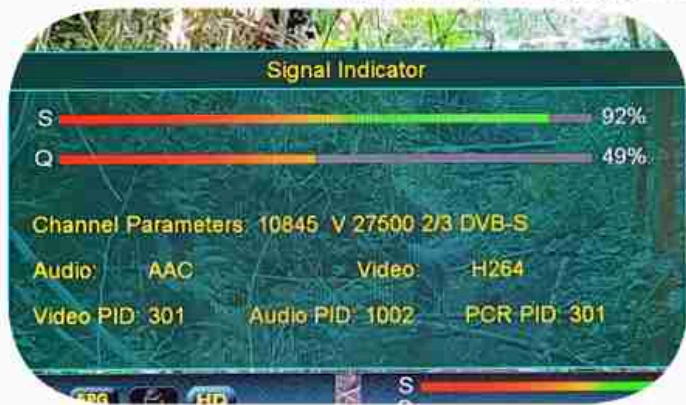 Signal Indicator
S 92%
Q 49%
Channel Parameters: 10845 V 27500 2/3 DVB-S
Audio: AAC Video: H264
Video PID: 301 Audio PID: 1002 PCR PID: 301
HD S